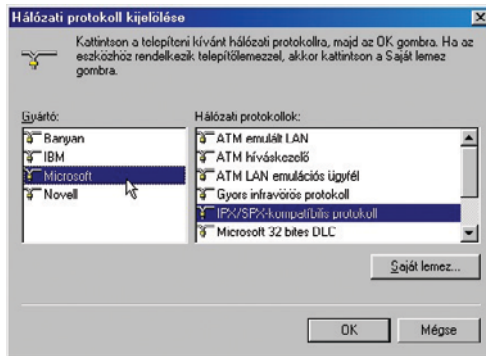 Hálózati protokoll kijelölése
Kattintson a telepíteni kívánt hálózati protokollra, majd az OK gombra. Ha az
eszközhöz rendelkezik telepítőlemezzel, akkor kattintson a Saját lemez
gombra.
Gyártó:
Banyan
IBM
Microsoft
Novell
Hálózati protokollok:
ATM emulált LAN
ATM híváskezelő
ATM LAN emulációs ügyfél
Gyors infravörös protokoll
IPX/SPX-kompatibilis protokoll
Microsoft 32 bites DLC
Saját lemez...
OK
Mégse